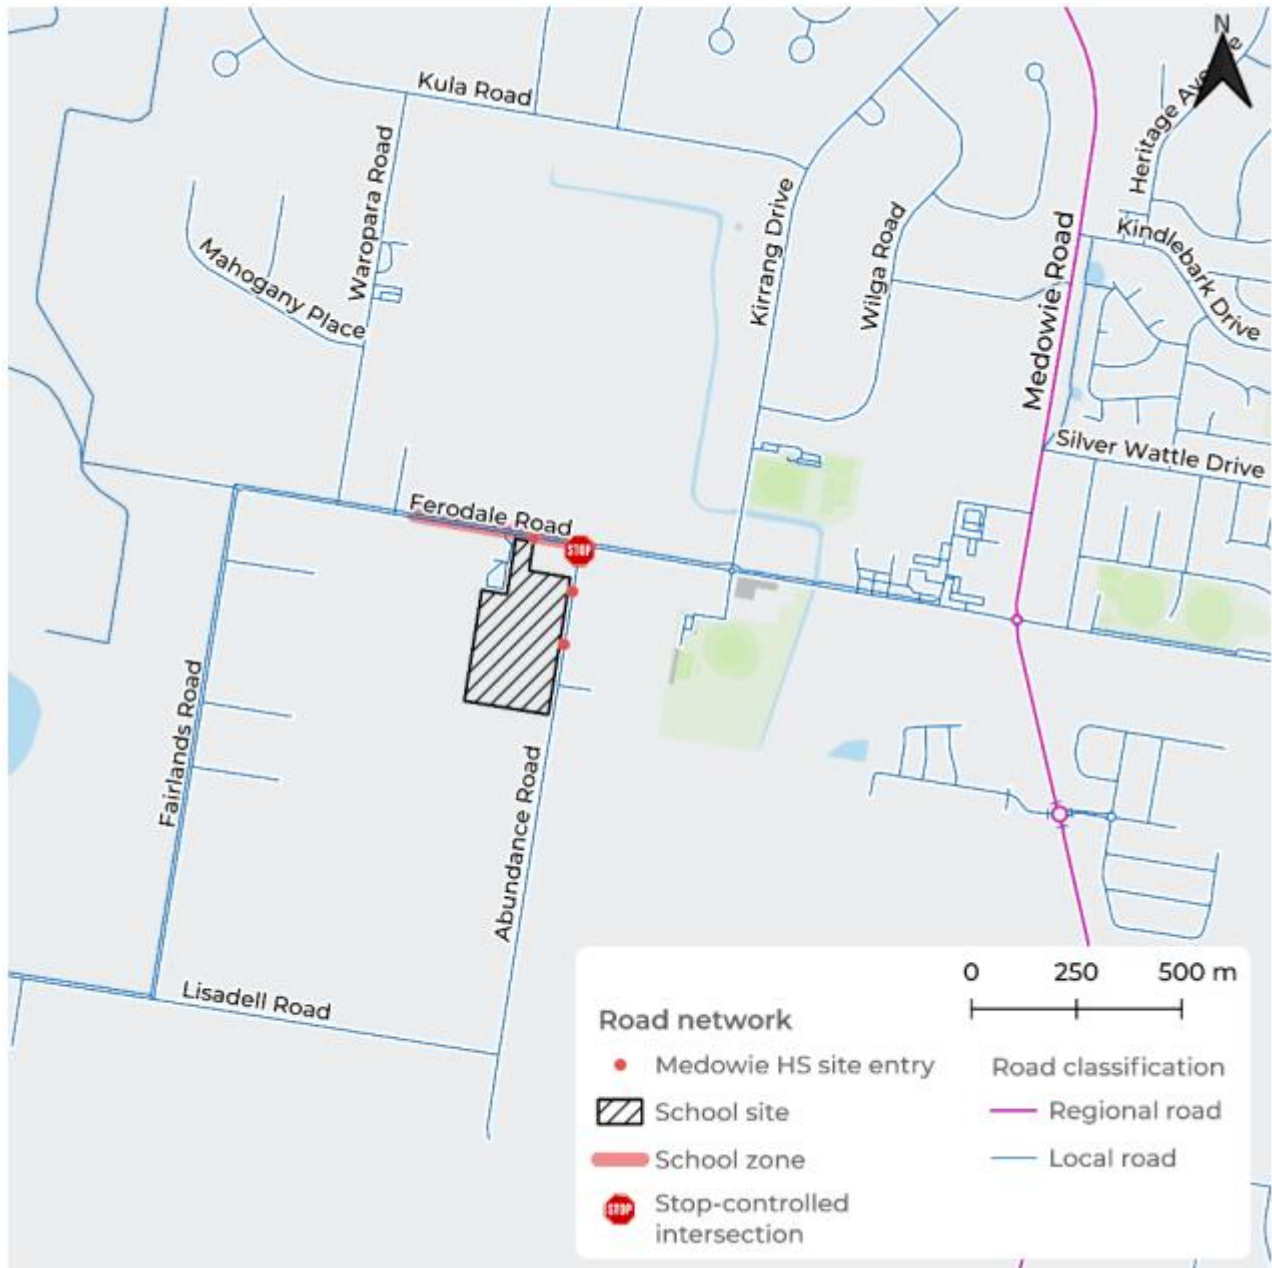 N
Kula Road
Heritage Avenue
Waropara Road
Kirrang Drive
Wilga Road
Medowie Road
Kindlebark Drive
Mahogany Place
Silver Wattle Drive
Ferodale Road
STOP
Fairlands Road
Abundance Road
Lisadell Road
0 250 500 m
Road network
Medowie HS site entry
School site
School zone
STOP
Stop-controlled
intersection
Road classification
Regional road
Local road